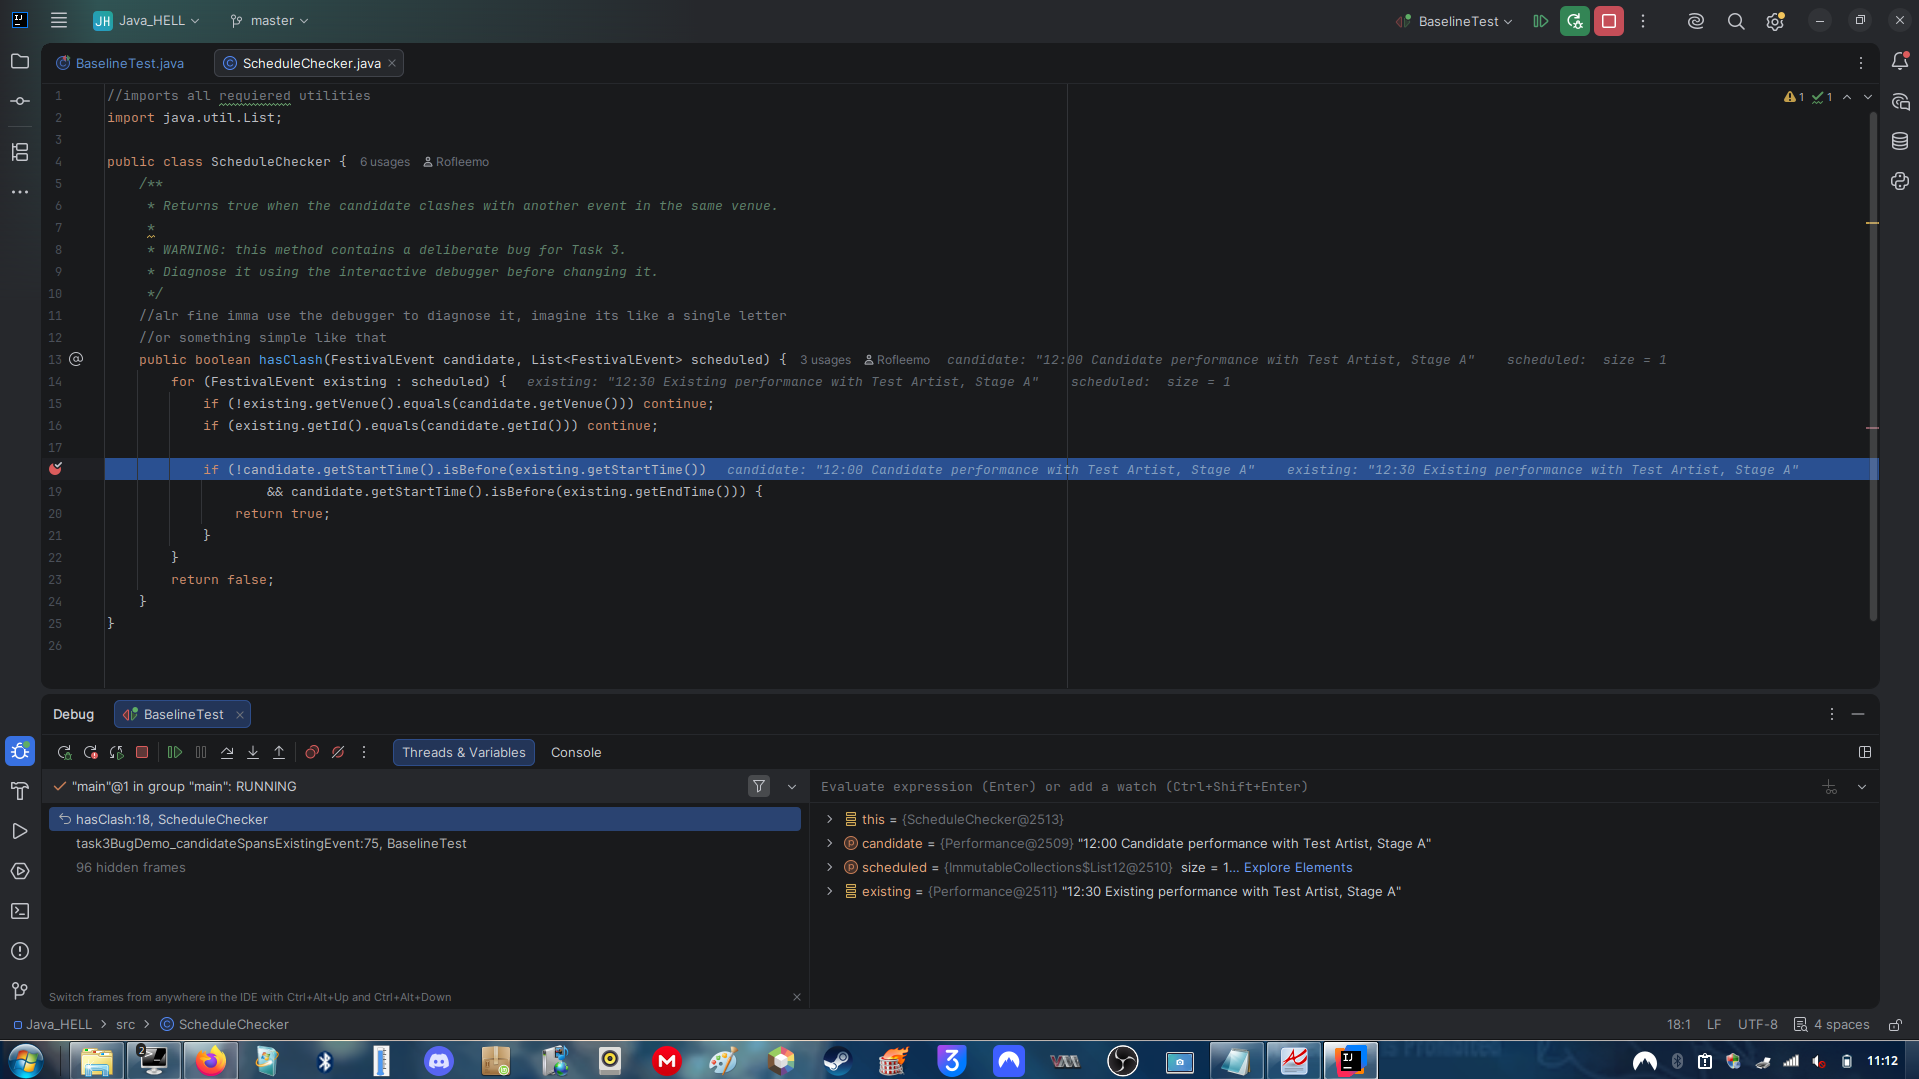 JH Java_HELL master BaselineTest
BaselineTest.java ScheduleChecker.java
1 //imports all requiered utilities
1 1
2 import java.util.List;
3
4 public class ScheduleChecker { 6 usages Rofleemo
5 /**
6 * Returns true when the candidate clashes with another event in the same venue.
7 *
8 * WARNING: this method contains a deliberate bug for Task 3.
9 * Diagnose it using the interactive debugger before changing it.
10 */
11 //alr fine imma use the debugger to diagnose it, imagine its like a single letter
12 //or something simple like that
13 public boolean hasClash(FestivalEvent candidate, List<FestivalEvent> scheduled) { 3 usages Rofleemo candidate: "12:00 Candidate performance with Test Artist, Stage A" scheduled: size = 1
14 for (FestivalEvent existing : scheduled) { existing: "12:30 Existing performance with Test Artist, Stage A" scheduled: size = 1
15 if (!existing.getVenue().equals(candidate.getVenue())) continue;
16 if (existing.getId().equals(candidate.getId())) continue;
17
if (!candidate.getStartTime().isBefore(existing.getStartTime()) candidate: "12:00 Candidate performance with Test Artist, Stage A" existing: "12:30 Existing performance with Test Artist, Stage A"
19 && candidate.getStartTime().isBefore(existing.getEndTime())) {
20 return true;
21 }
22 }
23 return false;
24 }
25 }
26
Debug BaselineTest
Threads & Variables Console
"main"@1 in group "main": RUNNING
Evaluate expression (Enter) or add a watch (Ctrl+Shift+Enter)
hasClash:18, ScheduleChecker
task3BugDemo_candidateSpansExistingEvent:75, BaselineTest
96 hidden frames
this = {ScheduleChecker@2513}
candidate = {Performance@2509} "12:00 Candidate performance with Test Artist, Stage A"
scheduled = {ImmutableCollections$List12@2510} size = 1... Explore Elements
existing = {Performance@2511} "12:30 Existing performance with Test Artist, Stage A"
Switch frames from anywhere in the IDE with Ctrl+Alt+Up and Ctrl+Alt+Down
Java_HELL > src > ScheduleChecker
18:1 LF UTF-8 4 spaces
11:12